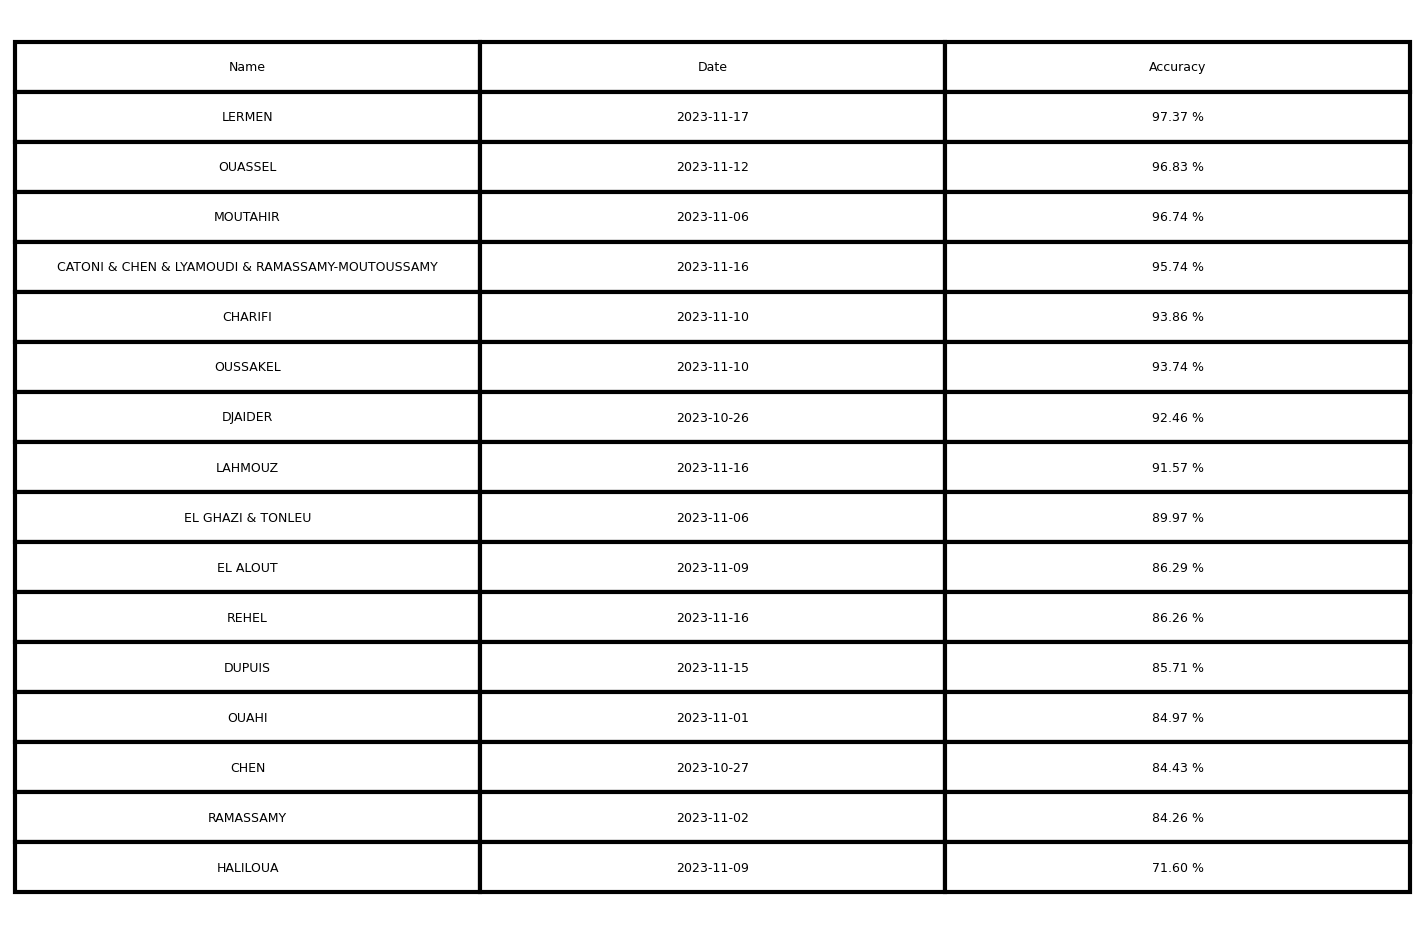 Name Date Accuracy
LERMEN 2023-11-17 97.37 %
OUASSEL 2023-11-12 96.83 %
MOUTAHIR 2023-11-06 96.74 %
CATONI & CHEN & LYAMOUDI & RAMASSAMY-MOUTOUSSAMY 2023-11-16 95.74 %
CHARIFI 2023-11-10 93.86 %
OUSSAKEL 2023-11-10 93.74 %
DJAIDER 2023-10-26 92.46 %
LAHMOUZ 2023-11-16 91.57 %
EL GHAZI & TONLEU 2023-11-06 89.97 %
EL ALOUT 2023-11-09 86.29 %
REHEL 2023-11-16 86.26 %
DUPUIS 2023-11-15 85.71 %
OUAHI 2023-11-01 84.97 %
CHEN 2023-10-27 84.43 %
RAMASSAMY 2023-11-02 84.26 %
HALILOUA 2023-11-09 71.60 %